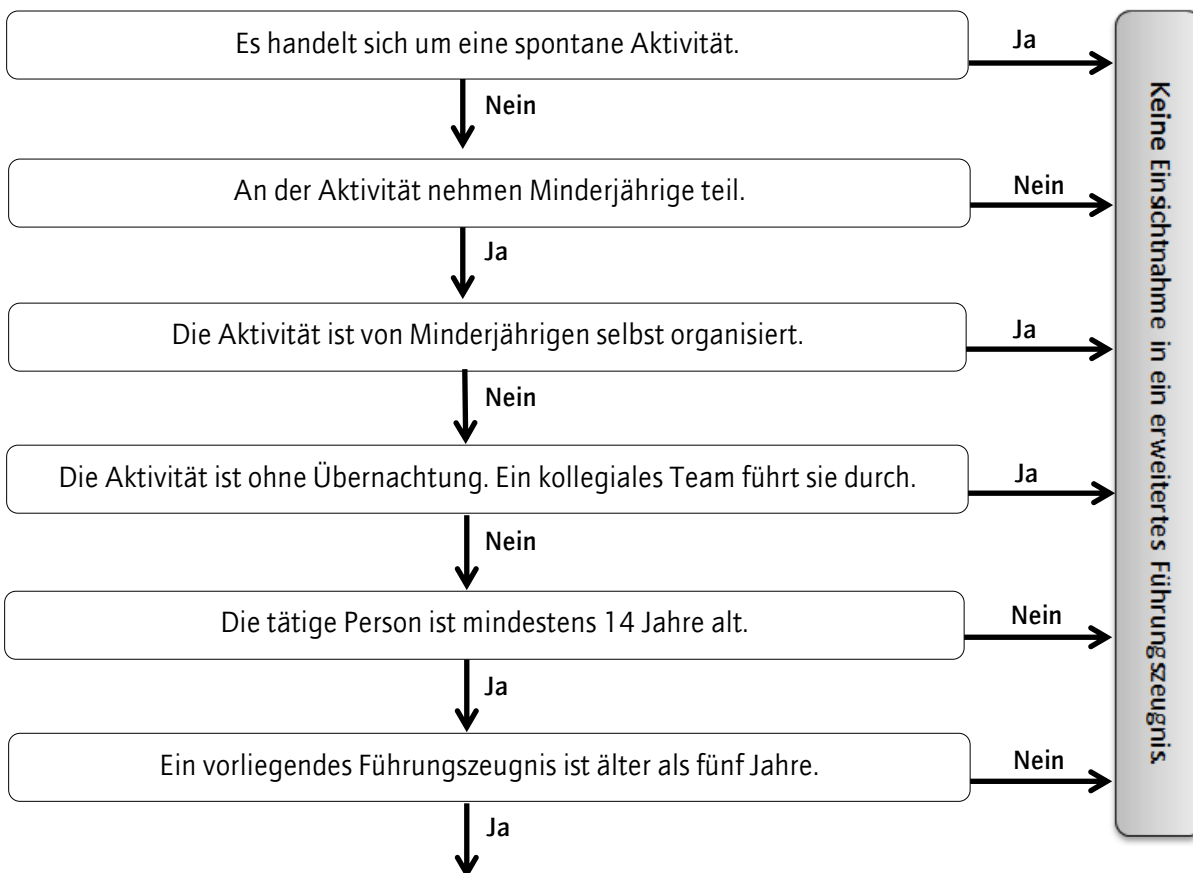 Es handelt sich um eine spontane Aktivität.
Ja
Nein
An der Aktivität nehmen Minderjährige teil.
Nein
Ja
Die Aktivität ist von Minderjährigen selbst organisiert.
Ja
Nein
Die Aktivität ist ohne Übernachtung. Ein kollegiales Team führt sie durch.
Ja
Nein
Die tätige Person ist mindestens 14 Jahre alt.
Nein
Ja
Ein vorliegendes Führungszeugnis ist älter als fünf Jahre.
Nein
Ja
Keine Einsichtnahme in ein erweitertes Führungszeugnis.